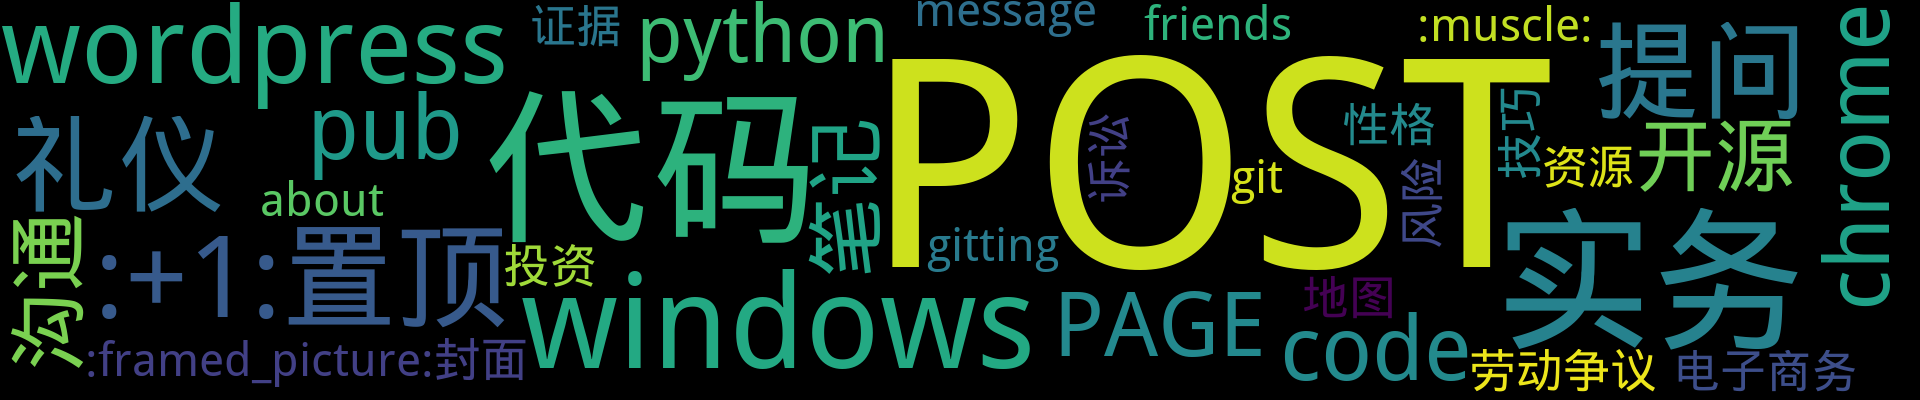 wordpress
证据
python
message
friends
:muscle:
提问
chrome
礼仪
pub
代码
笔记
POST
诉讼
性格
技巧
资源
开源
about
git
风险
沟通
:+1:置顶
投资
gitting
实务
windows
PAGE
地图
code
:framed_picture:封面
劳动争议
电子商务